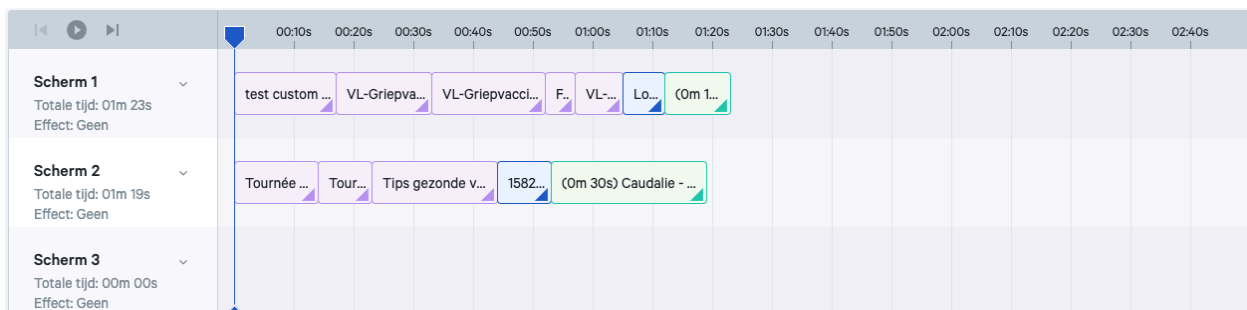 00:10s 00:20s 00:30s 00:40s 00:50s 01:00s 01:10s 01:20s 01:30s 01:40s 01:50s 02:00s 02:10s 02:20s 02:30s 02:40s
Scherm 1
Totale tijd: 01m 23s
Effect: Geen
test custom ... VL-Griepva... VL-Griepvacci... F.. VL-... Lo... (0m 1...
Scherm 2
Totale tijd: 01m 19s
Effect: Geen
Tournée ... Tour... Tips gezonde v... 1582... (0m 30s) Caudalie - ...
Scherm 3
Totale tijd: 00m 00s
Effect: Geen